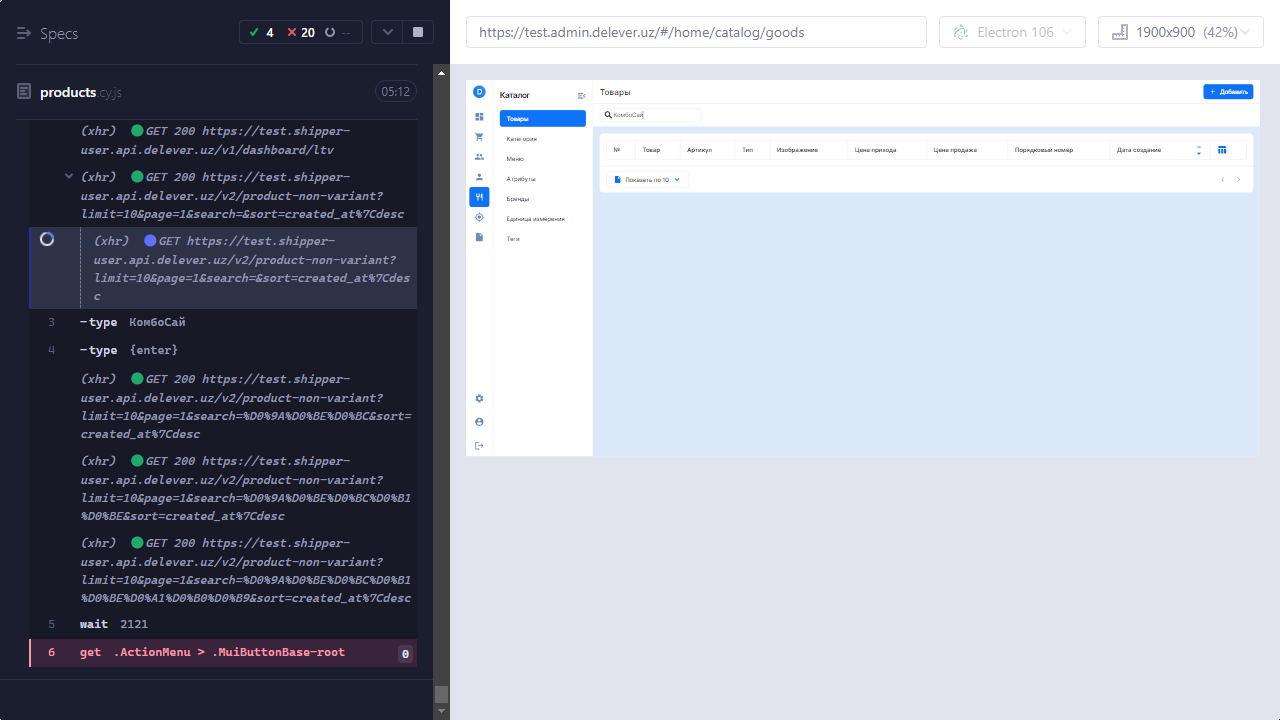 Specs
4
20
--
products.cy.js
05:12
(xhr) GET 200 https://test.shipper-
user.api.delever.uz/v1/dashboard/ltv
(xhr) GET 200 https://test.shipper-
user.api.delever.uz/v2/product-non-variant?
limit=10&page=1&search=&sort=created_at%7Cdesc
(xhr) GET https://test.shipper-
user.api.delever.uz/v2/product-non-variant?
limit=10&page=1&search=&sort=created_at%7Cdes
c
3 -type КомбоСай
4 -type {enter}
(xhr) GET 200 https://test.shipper-
user.api.delever.uz/v2/product-non-variant?
limit=10&page=1&search=%D0%9A%D0%BE%D0%BC&sort=
created_at%7Cdesc
(xhr) GET 200 https://test.shipper-
user.api.delever.uz/v2/product-non-variant?
limit=10&page=1&search=%D0%9A%D0%BE%D0%BC%D0%B1
%D0%BE&sort=created_at%7Cdesc
(xhr) GET 200 https://test.shipper-
user.api.delever.uz/v2/product-non-variant?
limit=10&page=1&search=%D0%9A%D0%BE%D0%BC%D0%B1
%D0%BE%D0%A1%D0%B0%D0%B9&sort=created_at%7Cdesc
5 wait 2121
6 get .ActionMenu > .MuiButtonBase-root 0
https://test.admin.delever.uz/#/home/catalog/goods
Electron 106
1900x900 (42%)
D
Каталог
Товары
Категория
Меню
Атрибуты
Бренды
Единица измерения
Теги
Товары
+ Добавить
КомбоСай
№ Товар Артикул Тип Изображение Цена прихода Цена продажа Порядковый номер Дата создание
Показать по 10